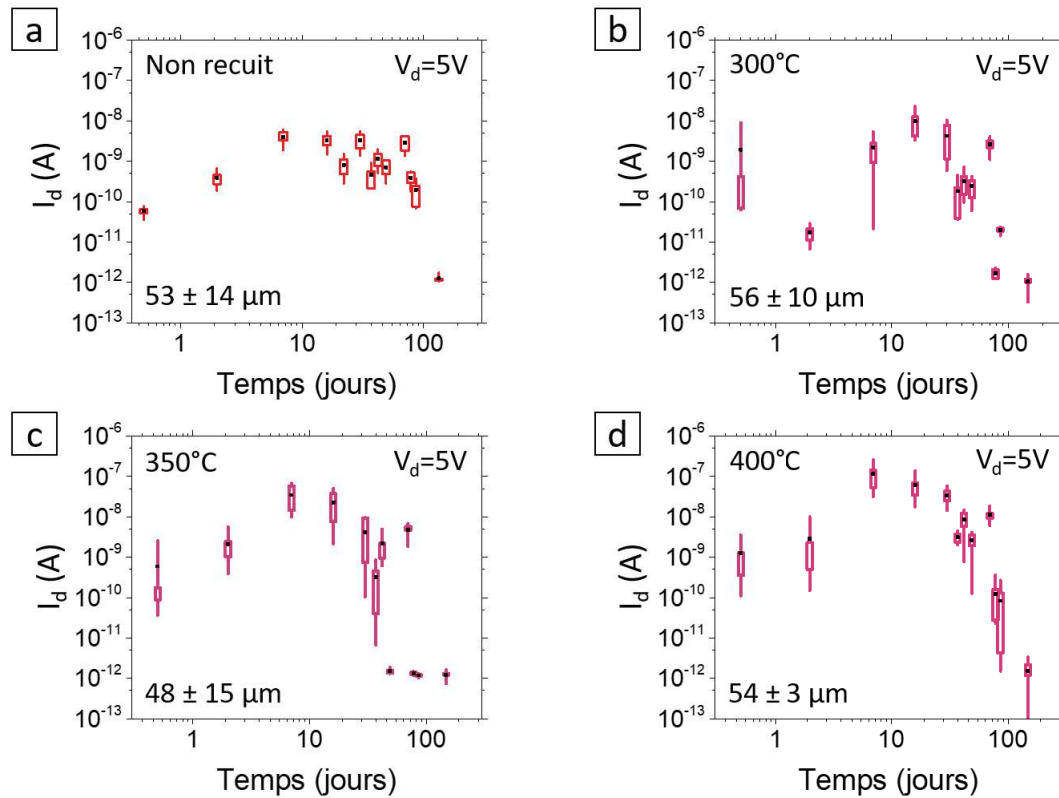 a
10⁻⁶
10⁻⁷
10⁻⁸
10⁻⁹
10⁻¹⁰
10⁻¹¹
10⁻¹²
10⁻¹³
I_d (A)
Non recuit
V_d=5V
53 ± 14 µm
1
10
100
Temps (jours)
b
10⁻⁶
10⁻⁷
10⁻⁸
10⁻⁹
10⁻¹⁰
10⁻¹¹
10⁻¹²
10⁻¹³
I_d (A)
300°C
V_d=5V
56 ± 10 µm
1
10
100
Temps (jours)
c
10⁻⁶
10⁻⁷
10⁻⁸
10⁻⁹
10⁻¹⁰
10⁻¹¹
10⁻¹²
10⁻¹³
I_d (A)
350°C
V_d=5V
48 ± 15 µm
1
10
100
Temps (jours)
d
10⁻⁶
10⁻⁷
10⁻⁸
10⁻⁹
10⁻¹⁰
10⁻¹¹
10⁻¹²
10⁻¹³
I_d (A)
400°C
V_d=5V
54 ± 3 µm
1
10
100
Temps (jours)